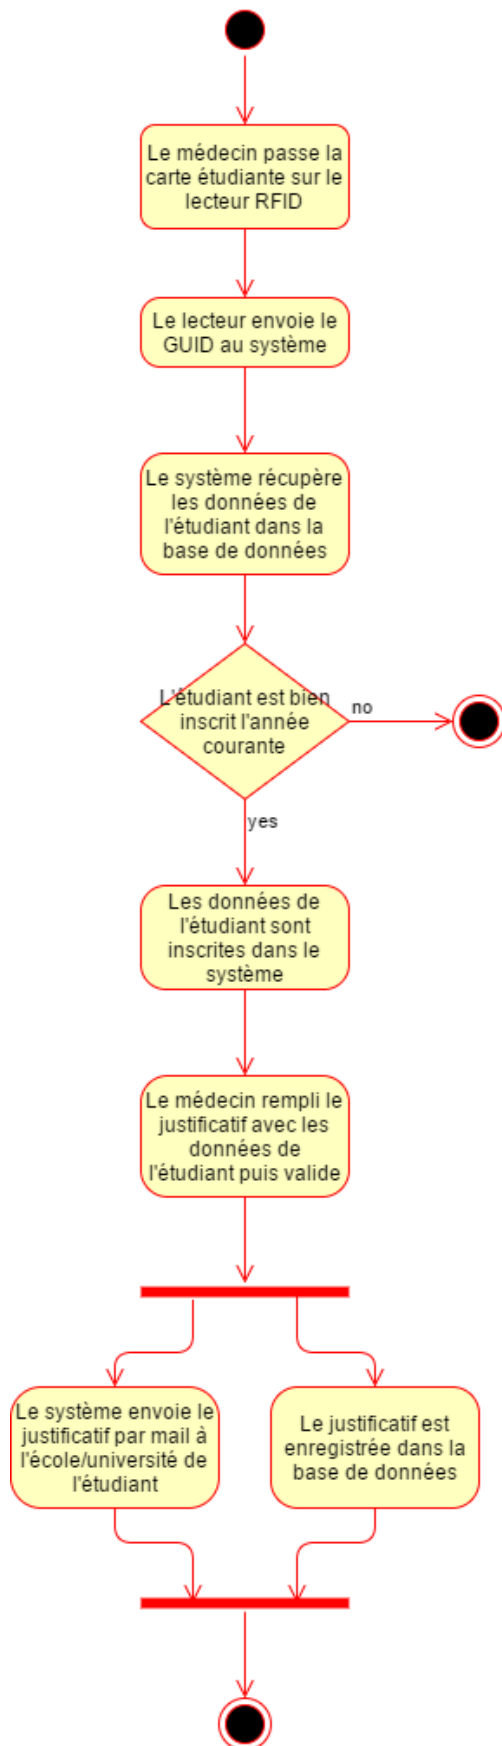 Le médecin passe la
carte étudiante sur le
lecteur RFID
Le lecteur envoie le
GUID au système
Le système récupère
les données de
l'étudiant dans la
base de données
L'étudiant est bien
inscrit l'année
courante
no
yes
Les données de
l'étudiant sont
inscrites dans le
système
Le médecin rempli le
justificatif avec les
données de
l'étudiant puis valide
Le système envoie le
justificatif par mail à
l'école/université de
l'étudiant
Le justificatif est
enregistrée dans la
base de données